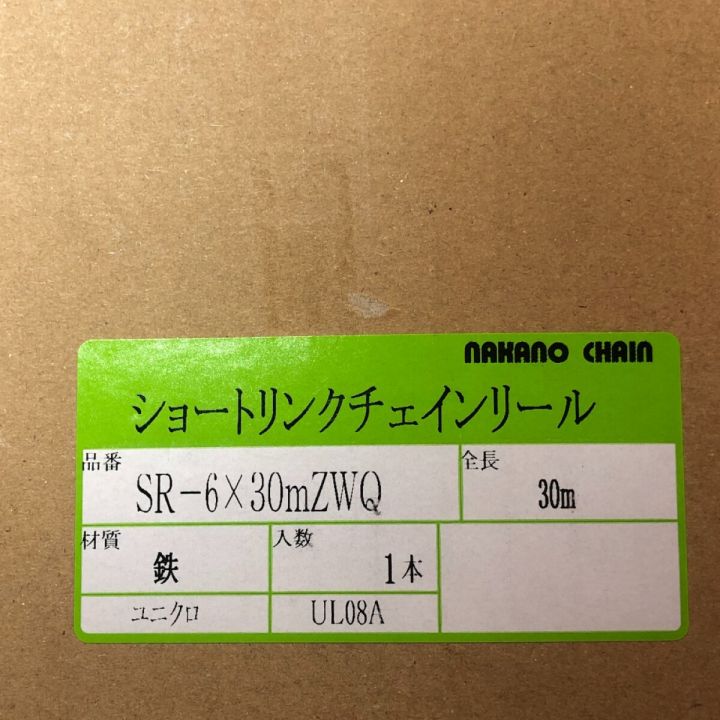 NAKANO CHAIN
ショートリンクチェインリール
品番 SR-6×30mZWQ
全長 30m
材質 鉄
入数 1本
ユニクロ
UL08A